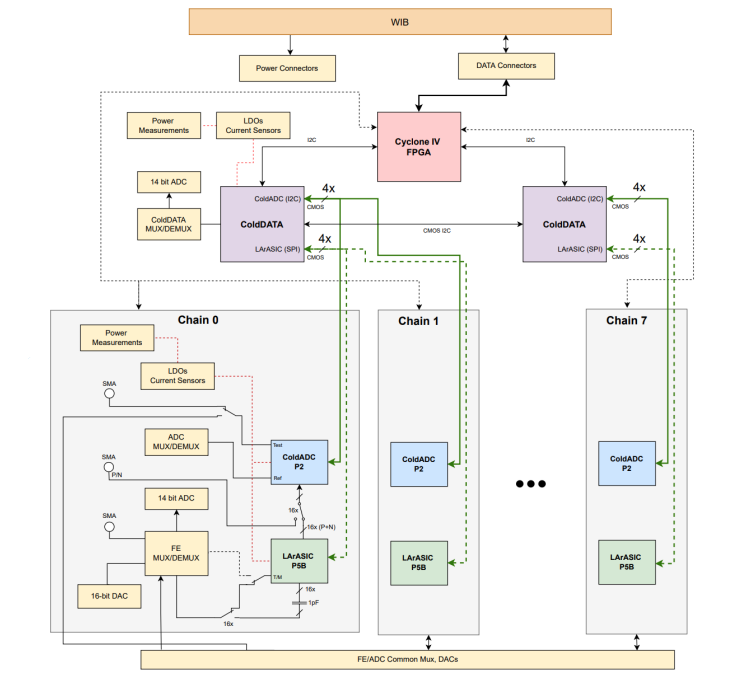 WIB
Power Connectors
DATA Connectors
Power
Measurements
LDOs
Current Sensors
Cyclone IV
FPGA
I2C
I2C
14 bit ADC
ColdDATA
MUX/DEMUX
ColdADC (I2C)
4x
CMOS
ColdDATA
LArASIC (SPI)
4x
CMOS
CMOS I2C
ColdADC (I2C)
4x
CMOS
ColdDATA
LArASIC (SPI)
4x
CMOS
Chain 0
Power
Measurements
LDOs
Current Sensors
SMA
ADC
MUX/DEMUX
Test
ColdADC
P2
Ref
SMA
P/N
14 bit ADC
16x
16x (P+N)
SMA
FE
MUX/DEMUX
LArASIC
P5B
T/M
16-bit DAC
16x
1pF
16x
Chain 1
ColdADC
P2
LArASIC
P5B
Chain 7
ColdADC
P2
LArASIC
P5B
FE/ADC Common Mux, DACs